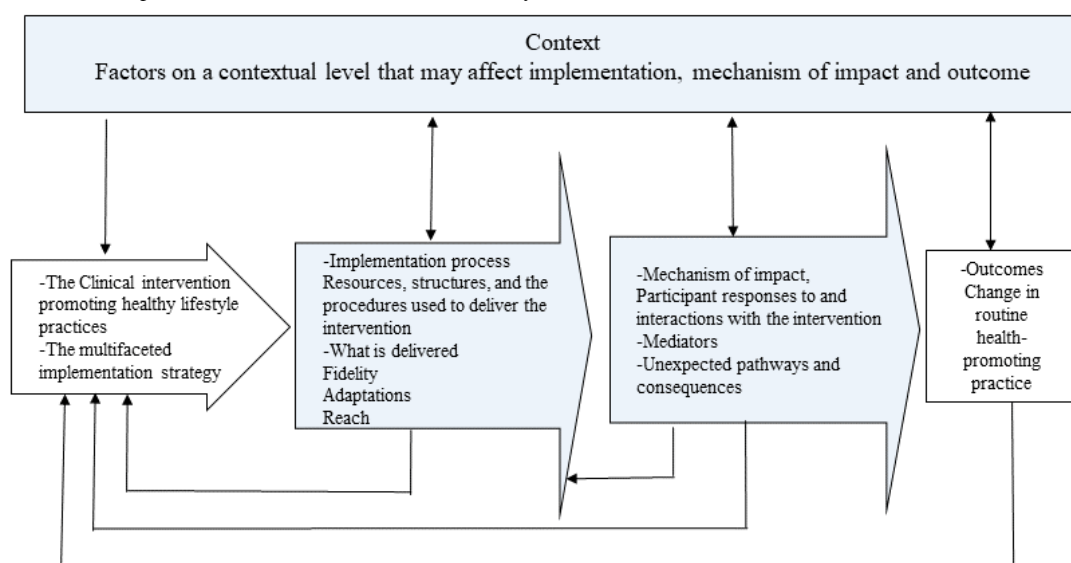 Context
Factors on a contextual level that may affect implementation, mechanism of impact and outcome
-The Clinical intervention
promoting healthy lifestyle
practices
-The multifaceted
implementation strategy
-Implementation process
Resources, structures, and the
procedures used to deliver the
intervention
-What is delivered
Fidelity
Adaptations
Reach
-Mechanism of impact,
Participant responses to and
interactions with the intervention
-Mediators
-Unexpected pathways and
consequences
-Outcomes
Change in
routine
health-
promoting
practice